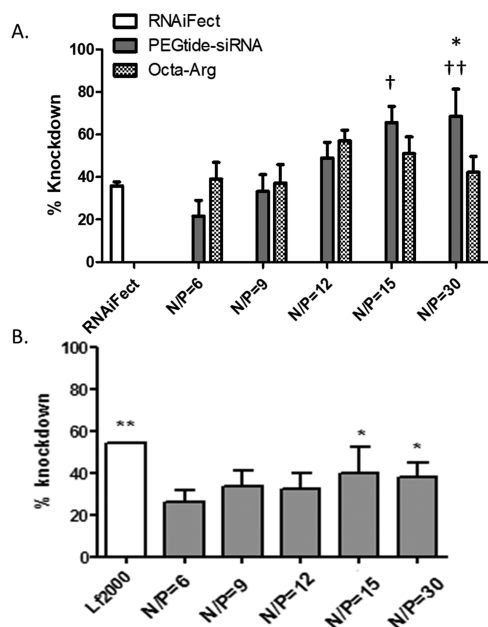 A.
RNAiFect
PEGtide-siRNA
Octa-Arg
*
†
††
% Knockdown
100
80
60
40
20
0
RNAiFect
N/P=6
N/P=9
N/P=12
N/P=15
N/P=30
B.
% knockdown
100
80
60
40
20
0
**
*
*
Lf2000
N/P=6
N/P=9
N/P=12
N/P=15
N/P=30